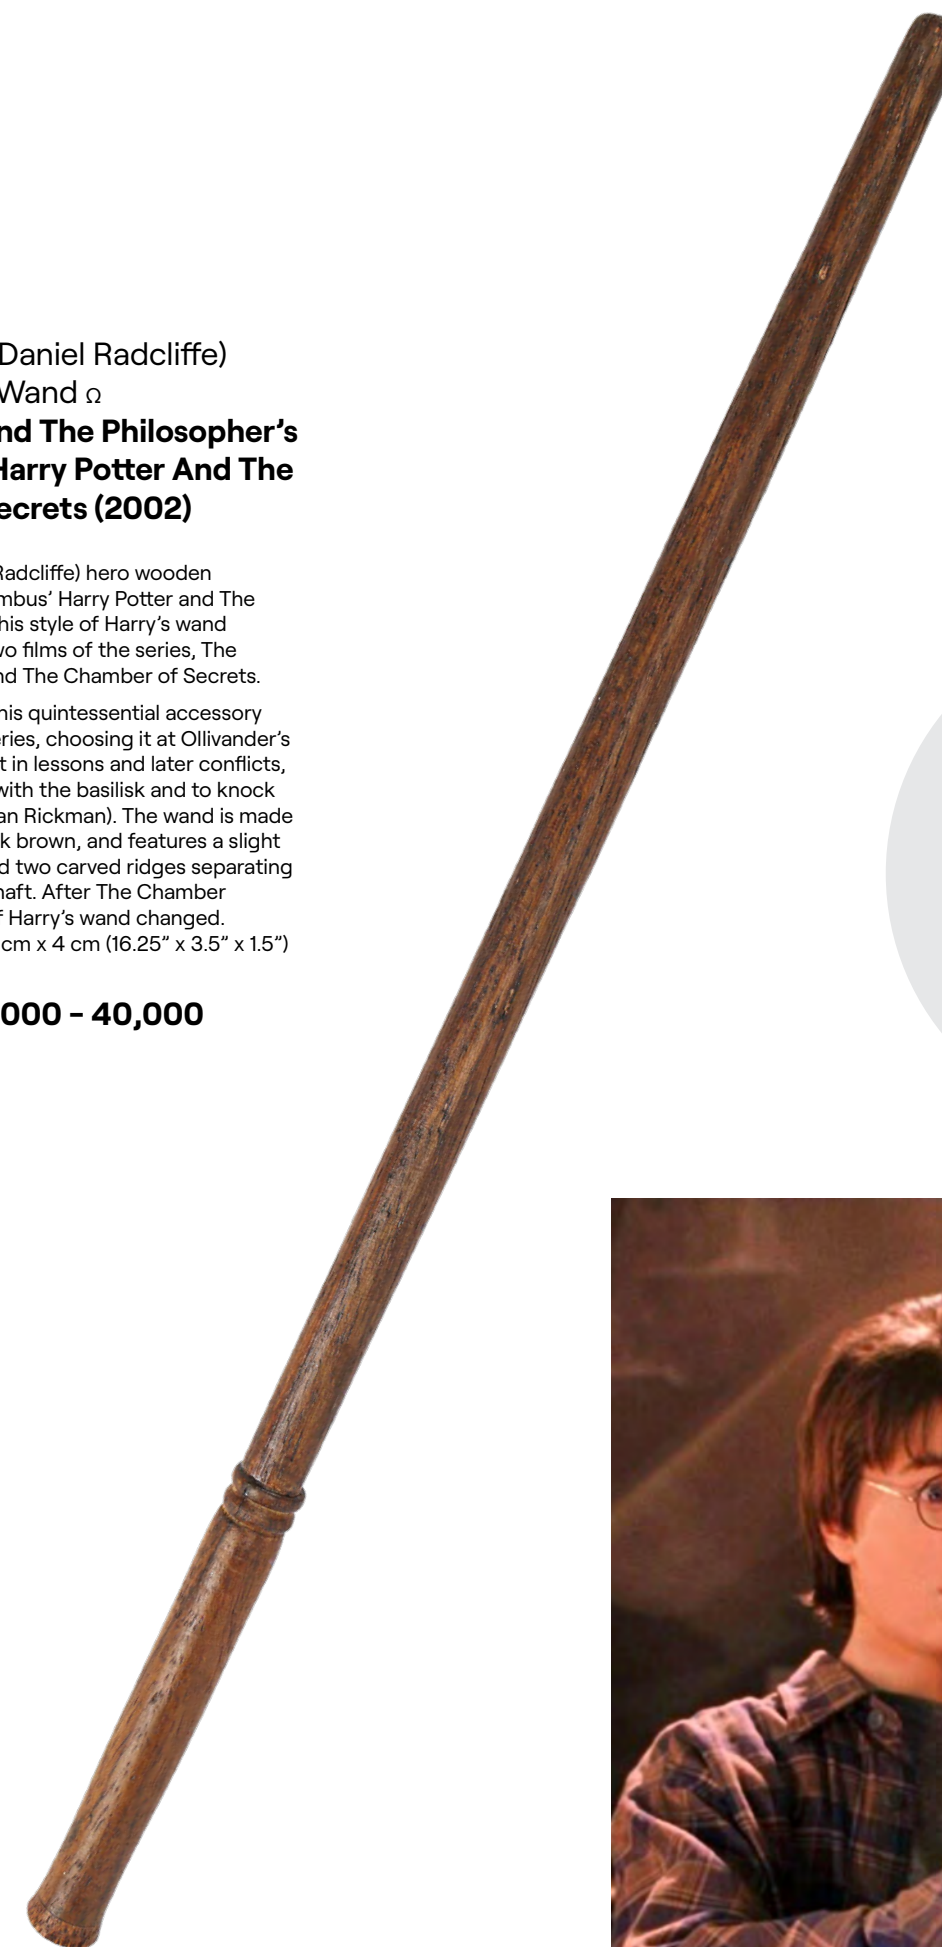 Daniel Radcliffe)
Wand Ω
nd The Philosopher’s
Harry Potter And The
ecrets (2002)
Radcliffe) hero wooden
mbus’ Harry Potter and The
his style of Harry’s wand
wo films of the series, The
nd The Chamber of Secrets.
his quintessential accessory
eries, choosing it at Ollivander’s
t in lessons and later conflicts,
with the basilisk and to knock
an Rickman). The wand is made
k brown, and features a slight
d two carved ridges separating
haft. After The Chamber
f Harry’s wand changed.
cm x 4 cm (16.25” x 3.5” x 1.5”)
000 – 40,000